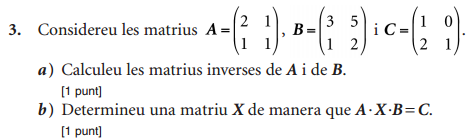 3. Considereu les matrius A = (2 1 / 1 1), B = (3 5 / 1 2) i C = (1 0 / 2 1).
a) Calculeu les matrius inverses de A i de B.
[1 punt]
b) Determineu una matriu X de manera que A · X · B = C.
[1 punt]